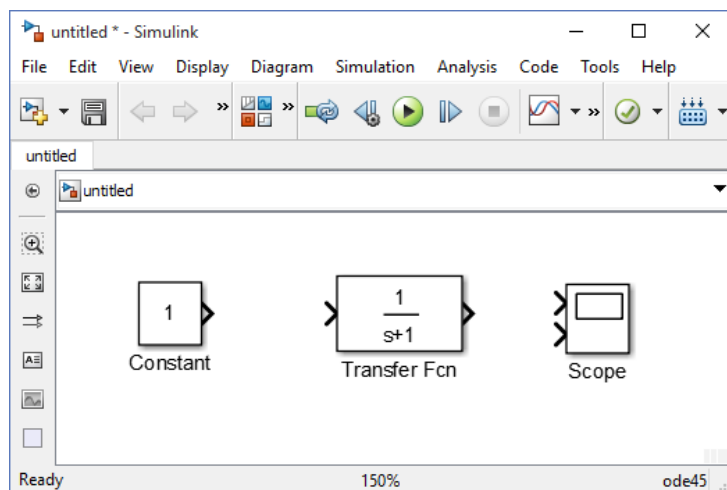 untitled * - Simulink
File Edit View Display Diagram Simulation Analysis Code Tools Help
untitled
untitled
1
Constant
1
s+1
Transfer Fcn
Scope
Ready 150% ode45